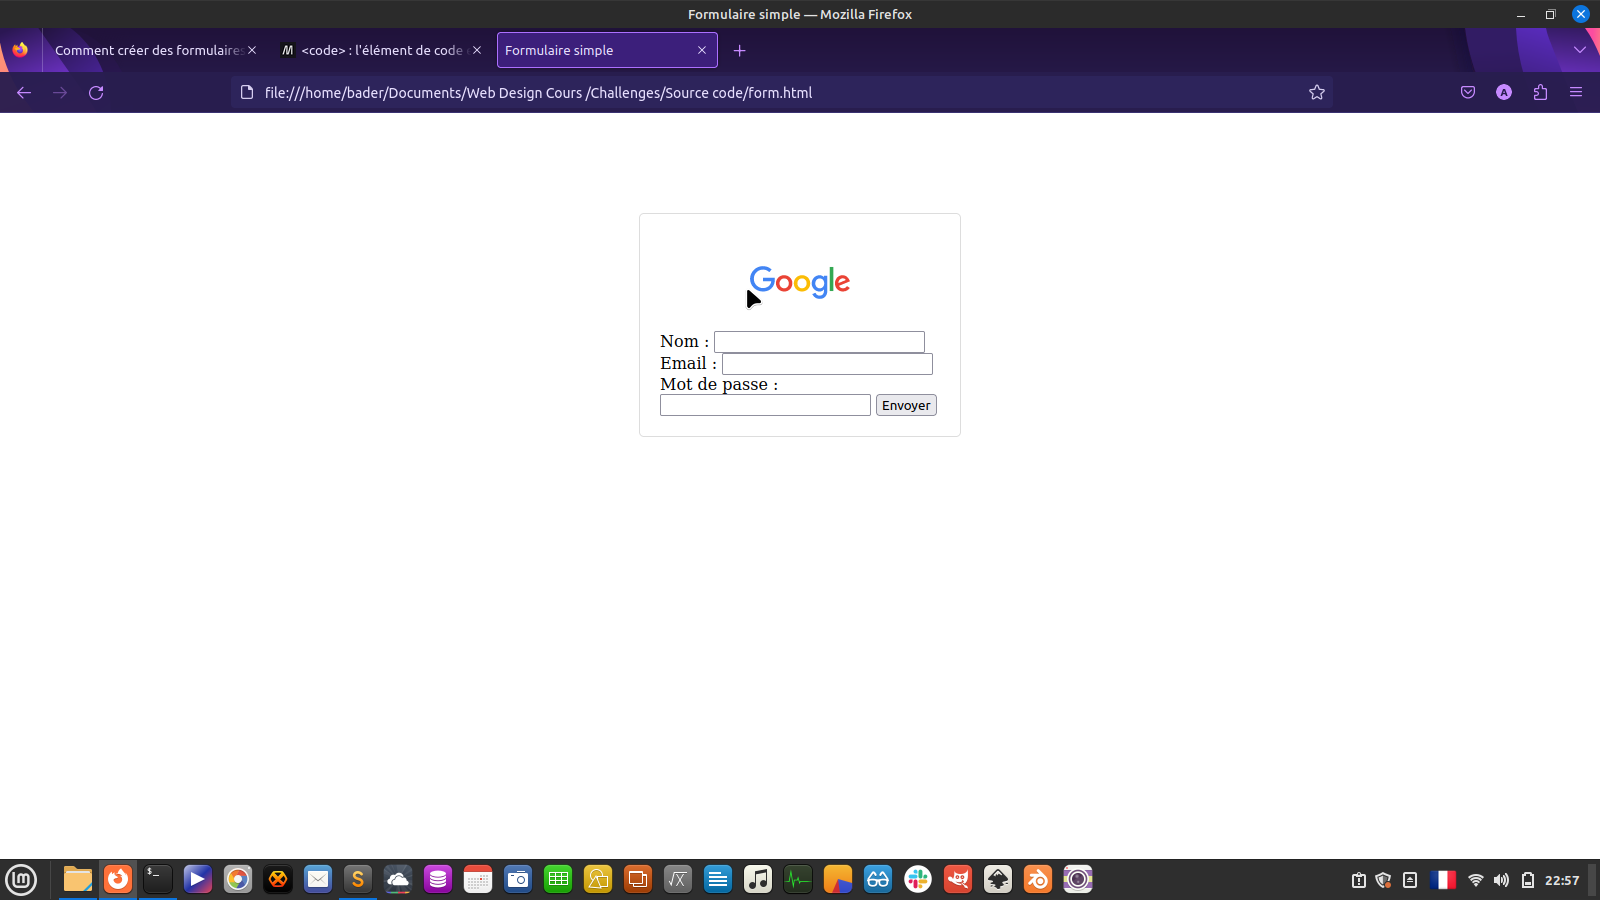 Formulaire simple — Mozilla Firefox
Comment créer des formulaires
<code> : l'élément de code
Formulaire simple
file:///home/bader/Documents/Web Design Cours /Challenges/Source code/form.html
A
Google
Nom :
Email :
Mot de passe :
Envoyer
lm
$_
S
√x
22:57